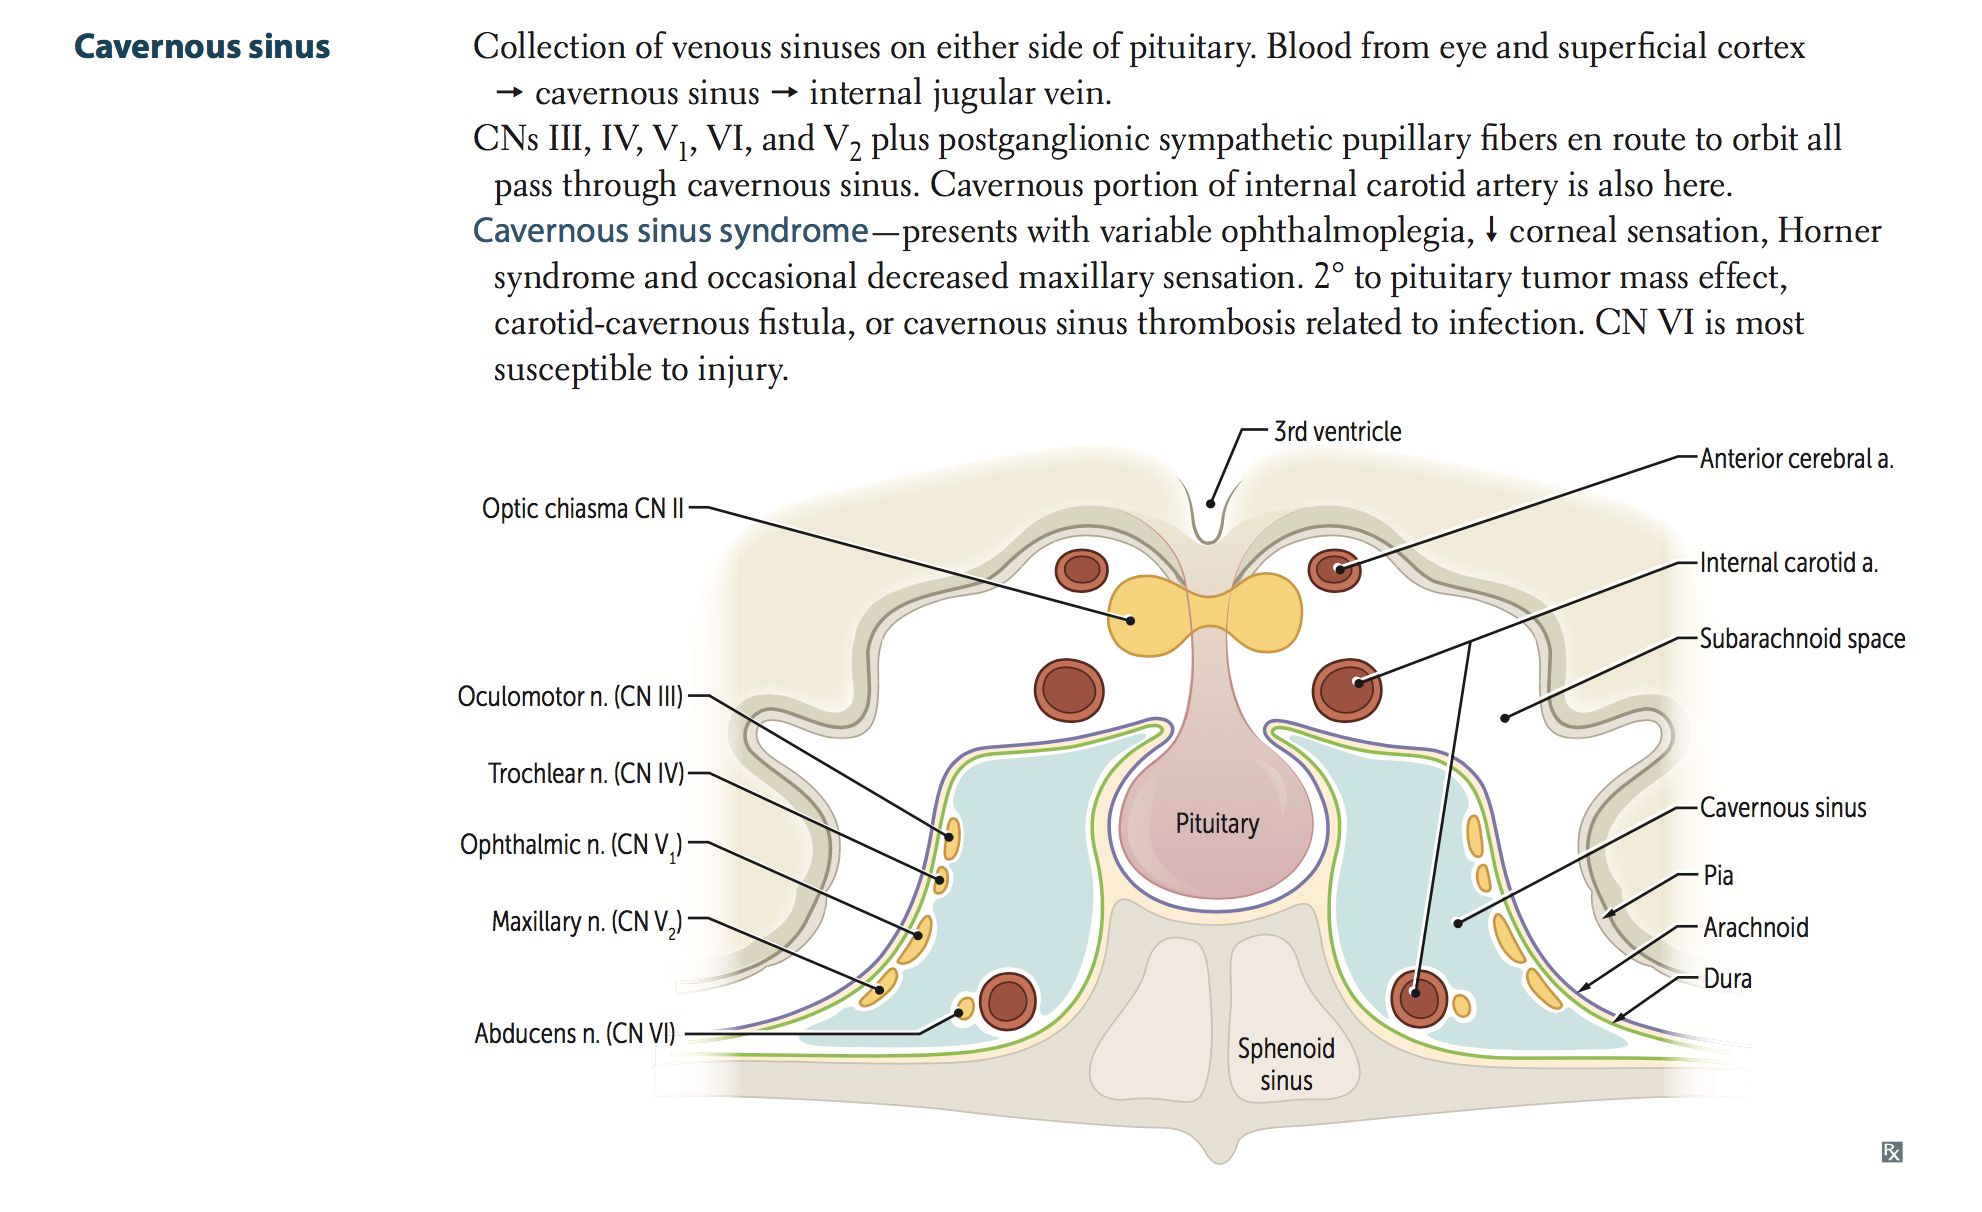 Cavernous sinus
Collection of venous sinuses on either side of pituitary. Blood from eye and superficial cortex
→ cavernous sinus → internal jugular vein.
CNs III, IV, V₁, VI, and V₂ plus postganglionic sympathetic pupillary fibers en route to orbit all
pass through cavernous sinus. Cavernous portion of internal carotid artery is also here.
Cavernous sinus syndrome—presents with variable ophthalmoplegia, ↓ corneal sensation, Horner
syndrome and occasional decreased maxillary sensation. 2° to pituitary tumor mass effect,
carotid-cavernous fistula, or cavernous sinus thrombosis related to infection. CN VI is most
susceptible to injury.
3rd ventricle
Anterior cerebral a.
Optic chiasma CN II
Internal carotid a.
Subarachnoid space
Oculomotor n. (CN III)
Trochlear n. (CN IV)
Cavernous sinus
Pituitary
Ophthalmic n. (CN V₁)
Pia
Maxillary n. (CN V₂)
Arachnoid
Dura
Abducens n. (CN VI)
Sphenoid
sinus
Rx